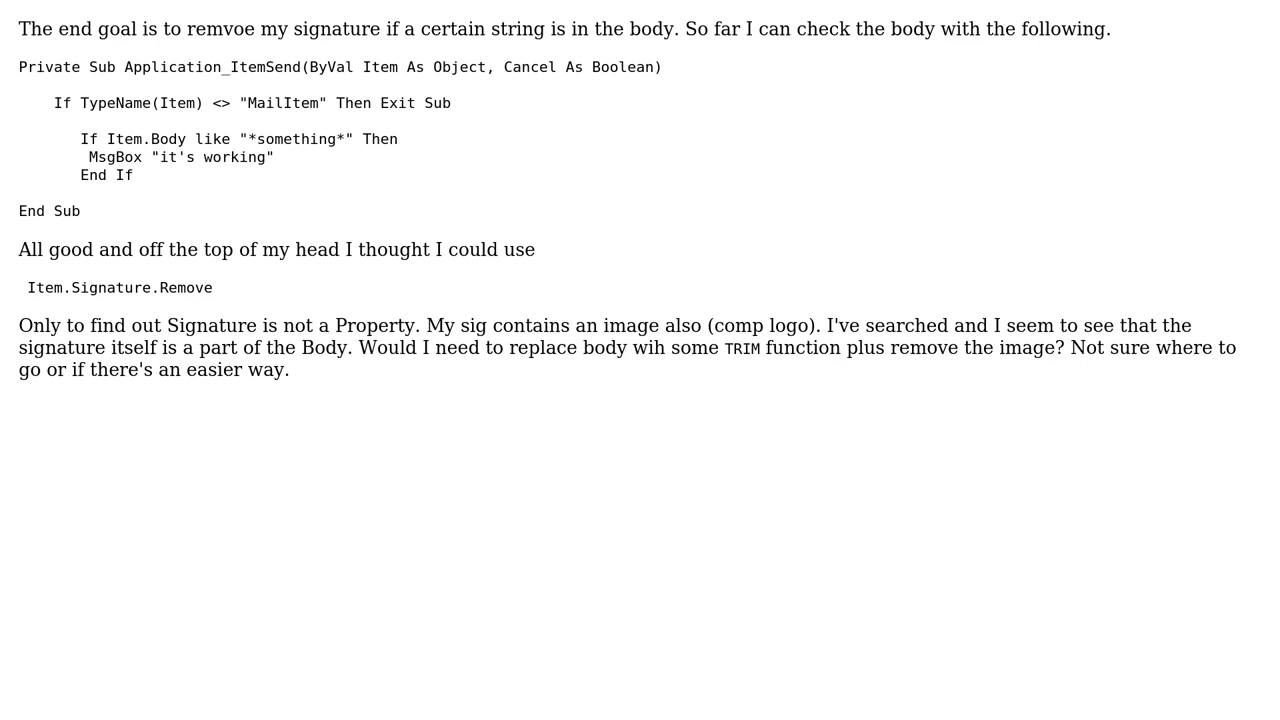 The end goal is to remvoe my signature if a certain string is in the body. So far I can check the body with the following.
Private Sub Application_ItemSend(ByVal Item As Object, Cancel As Boolean)
If TypeName(Item) <> "MailItem" Then Exit Sub
If Item.Body like "*something*" Then
MsgBox "it's working"
End If
End Sub
All good and off the top of my head I thought I could use
Item.Signature.Remove
Only to find out Signature is not a Property. My sig contains an image also (comp logo). I've searched and I seem to see that the
signature itself is a part of the Body. Would I need to replace body wih some TRIM function plus remove the image? Not sure where to
go or if there's an easier way.